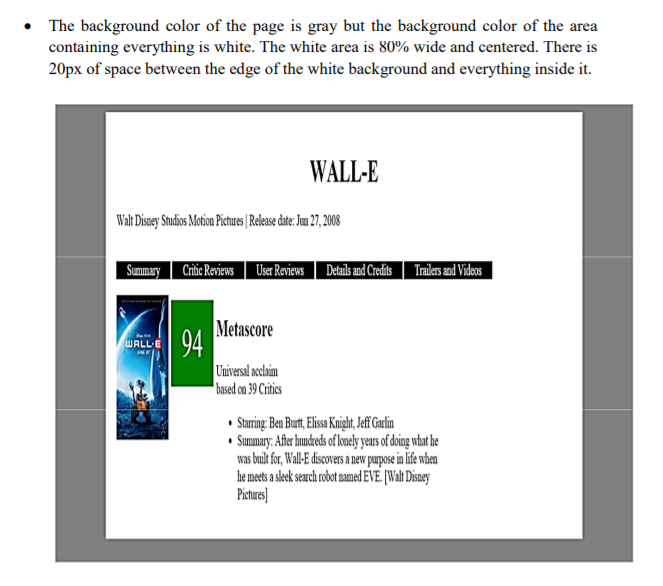 • The background color of the page is gray but the background color of the area
containing everything is white. The white area is 80% wide and centered. There is
20px of space between the edge of the white background and everything inside it.
WALL-E
Walt Disney Studios Motion Pictures | Release date: Jun 27, 2008
Summary Critic Reviews User Reviews Details and Credits Trailers and Videos
WALL·E
JUNE 27
94
Metascore
Universal acclaim
based on 39 Critics
• Starring: Ben Burtt, Elissa Knight, Jeff Garlin
• Summary: After hundreds of lonely years of doing what he
was built for, Wall-E discovers a new purpose in life when
he meets a sleek search robot named EVE. [Walt Disney
Pictures]